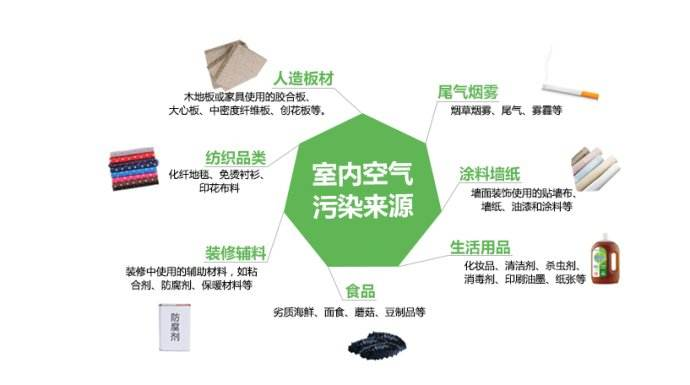 人造板材
木地板或家具使用的胶合板、
大心板、中密度纤维板、创花板等。
尾气烟雾
烟草烟雾、尾气、雾霾等
纺织品类
化纤地毯、免烫衬衫、
印花布料
室内空气
污染来源
涂料墙纸
墙面装饰使用的贴墙布、
墙纸、油漆和涂料等
装修辅料
装修中使用的辅助材料，如粘
合剂、防腐剂、保暖材料等
生活用品
化妆品、清洁剂、杀虫剂、
消毒剂、印刷油墨、纸张等
食品
劣质海鲜、面食、蘑菇、豆制品等
防腐剂